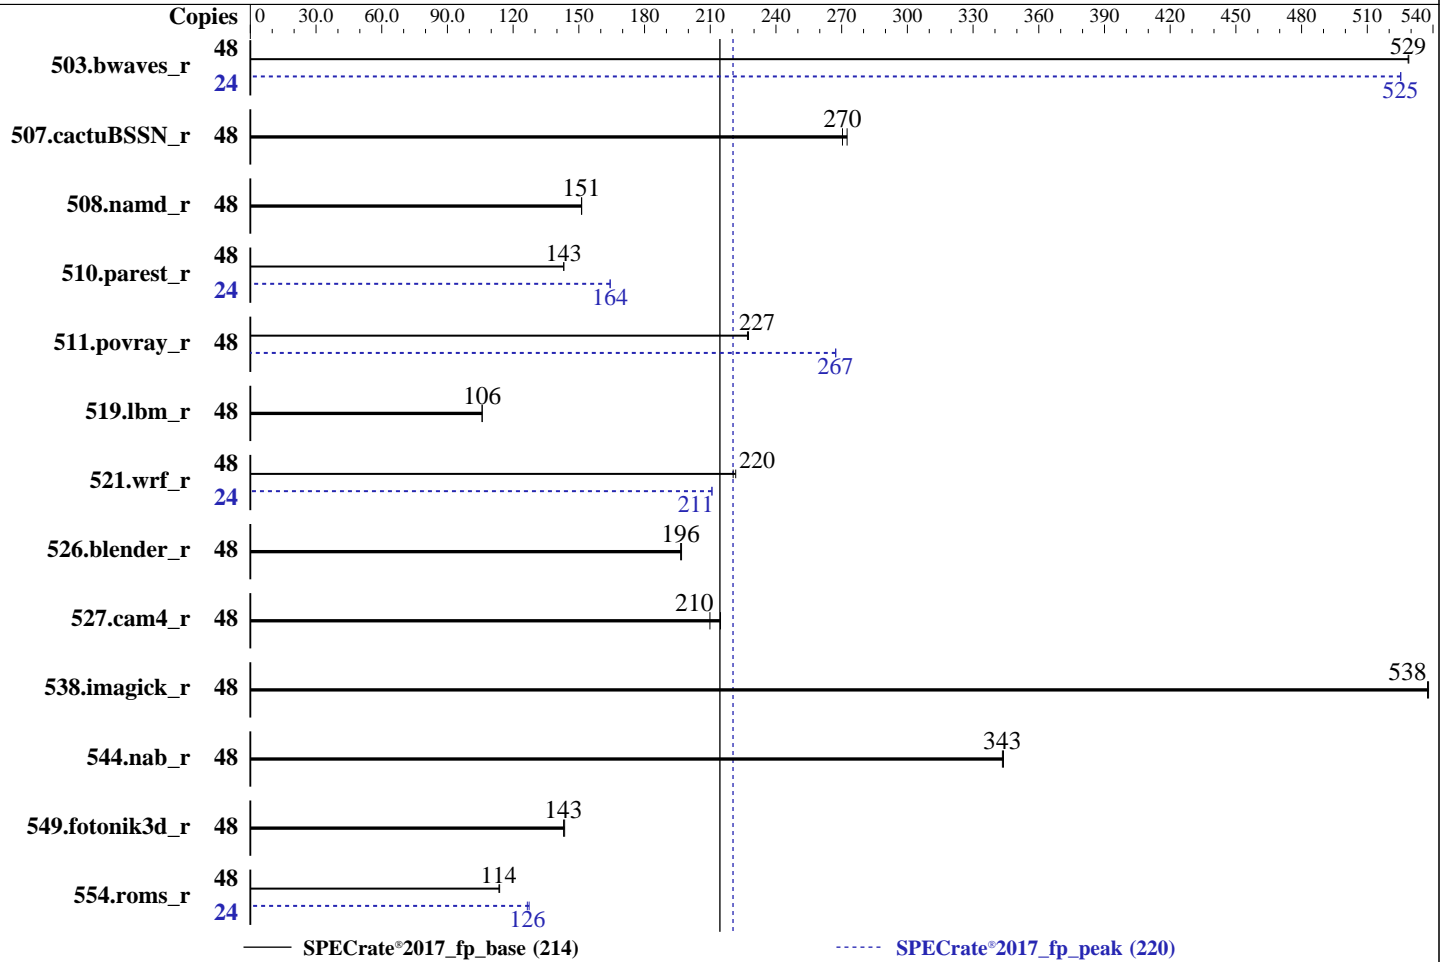 Copies 0 30.0 60.0 90.0 120 150 180 210 240 270 300 330 360 390 420 450 480 510 540
503.bwaves_r 48 529
24 525
507.cactuBSSN_r 48 270
508.namd_r 48 151
510.parest_r 48 143
24 164
511.povray_r 48 227
267
519.lbm_r 48 106
521.wrf_r 48 220
24 211
526.blender_r 48 196
527.cam4_r 48 210
538.imagick_r 48 538
544.nab_r 48 343
549.fotonik3d_r 48 143
554.roms_r 48 114
24 126
SPECrate®2017_fp_base (214) SPECrate®2017_fp_peak (220)